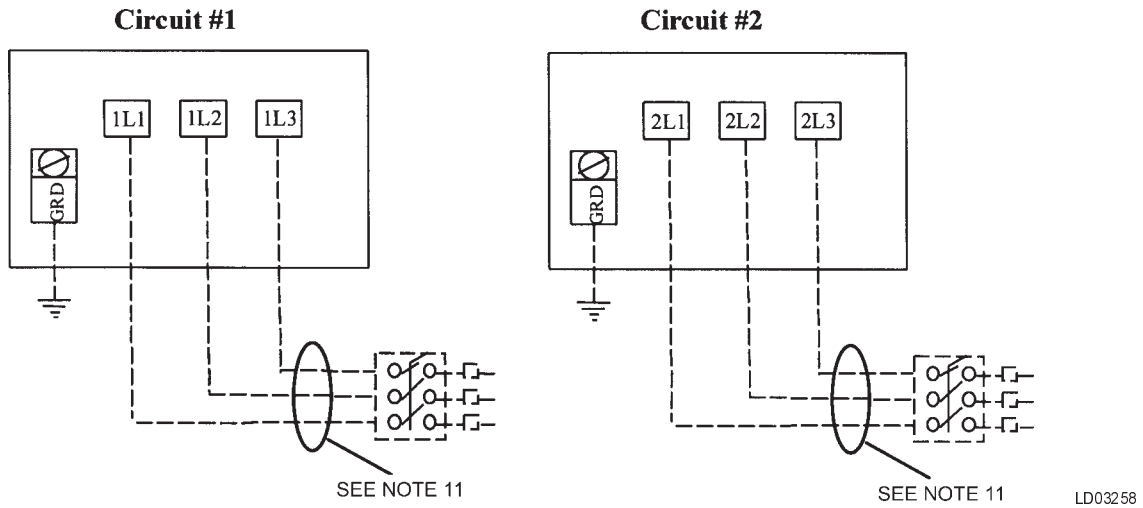 Circuit #1
Circuit #2
1L1 1L2 1L3
2L1 2L2 2L3
GRD
GRD
SEE NOTE 11
SEE NOTE 11
LD03258